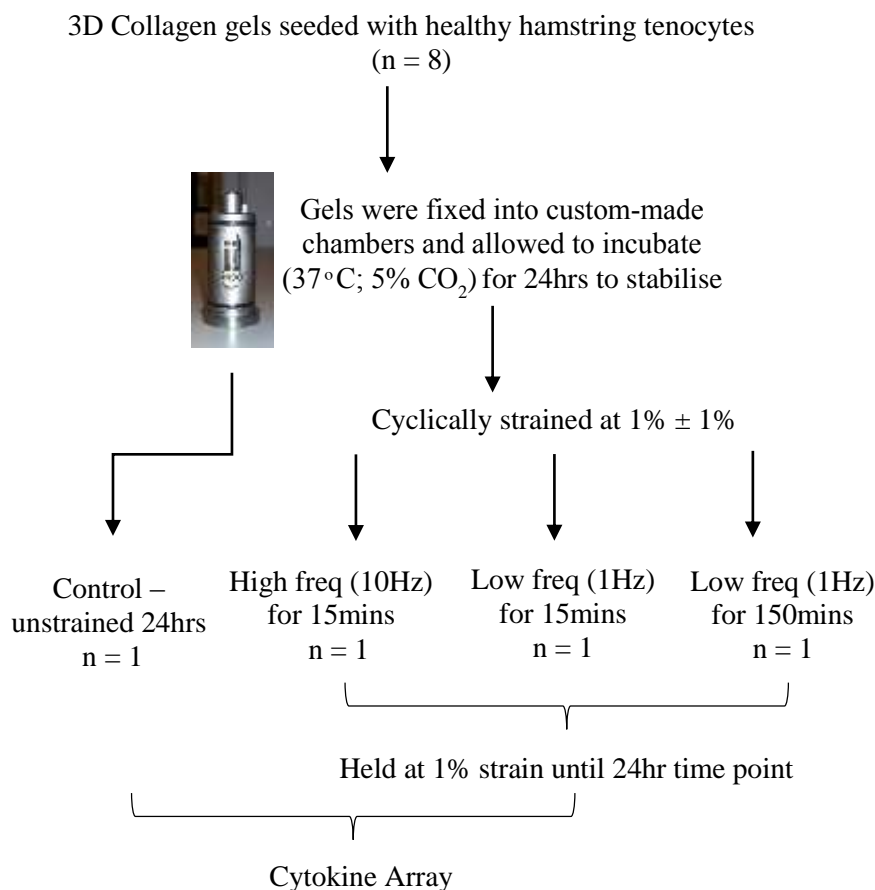 3D Collagen gels seeded with healthy hamstring tenocytes
(n = 8)
Gels were fixed into custom-made
chambers and allowed to incubate
(37°C; 5% CO₂) for 24hrs to stabilise
Cyclically strained at 1% ± 1%
Control –
unstrained 24hrs
n = 1
High freq (10Hz)
for 15mins
n = 1
Low freq (1Hz)
for 15mins
n = 1
Low freq (1Hz)
for 150mins
n = 1
Held at 1% strain until 24hr time point
Cytokine Array